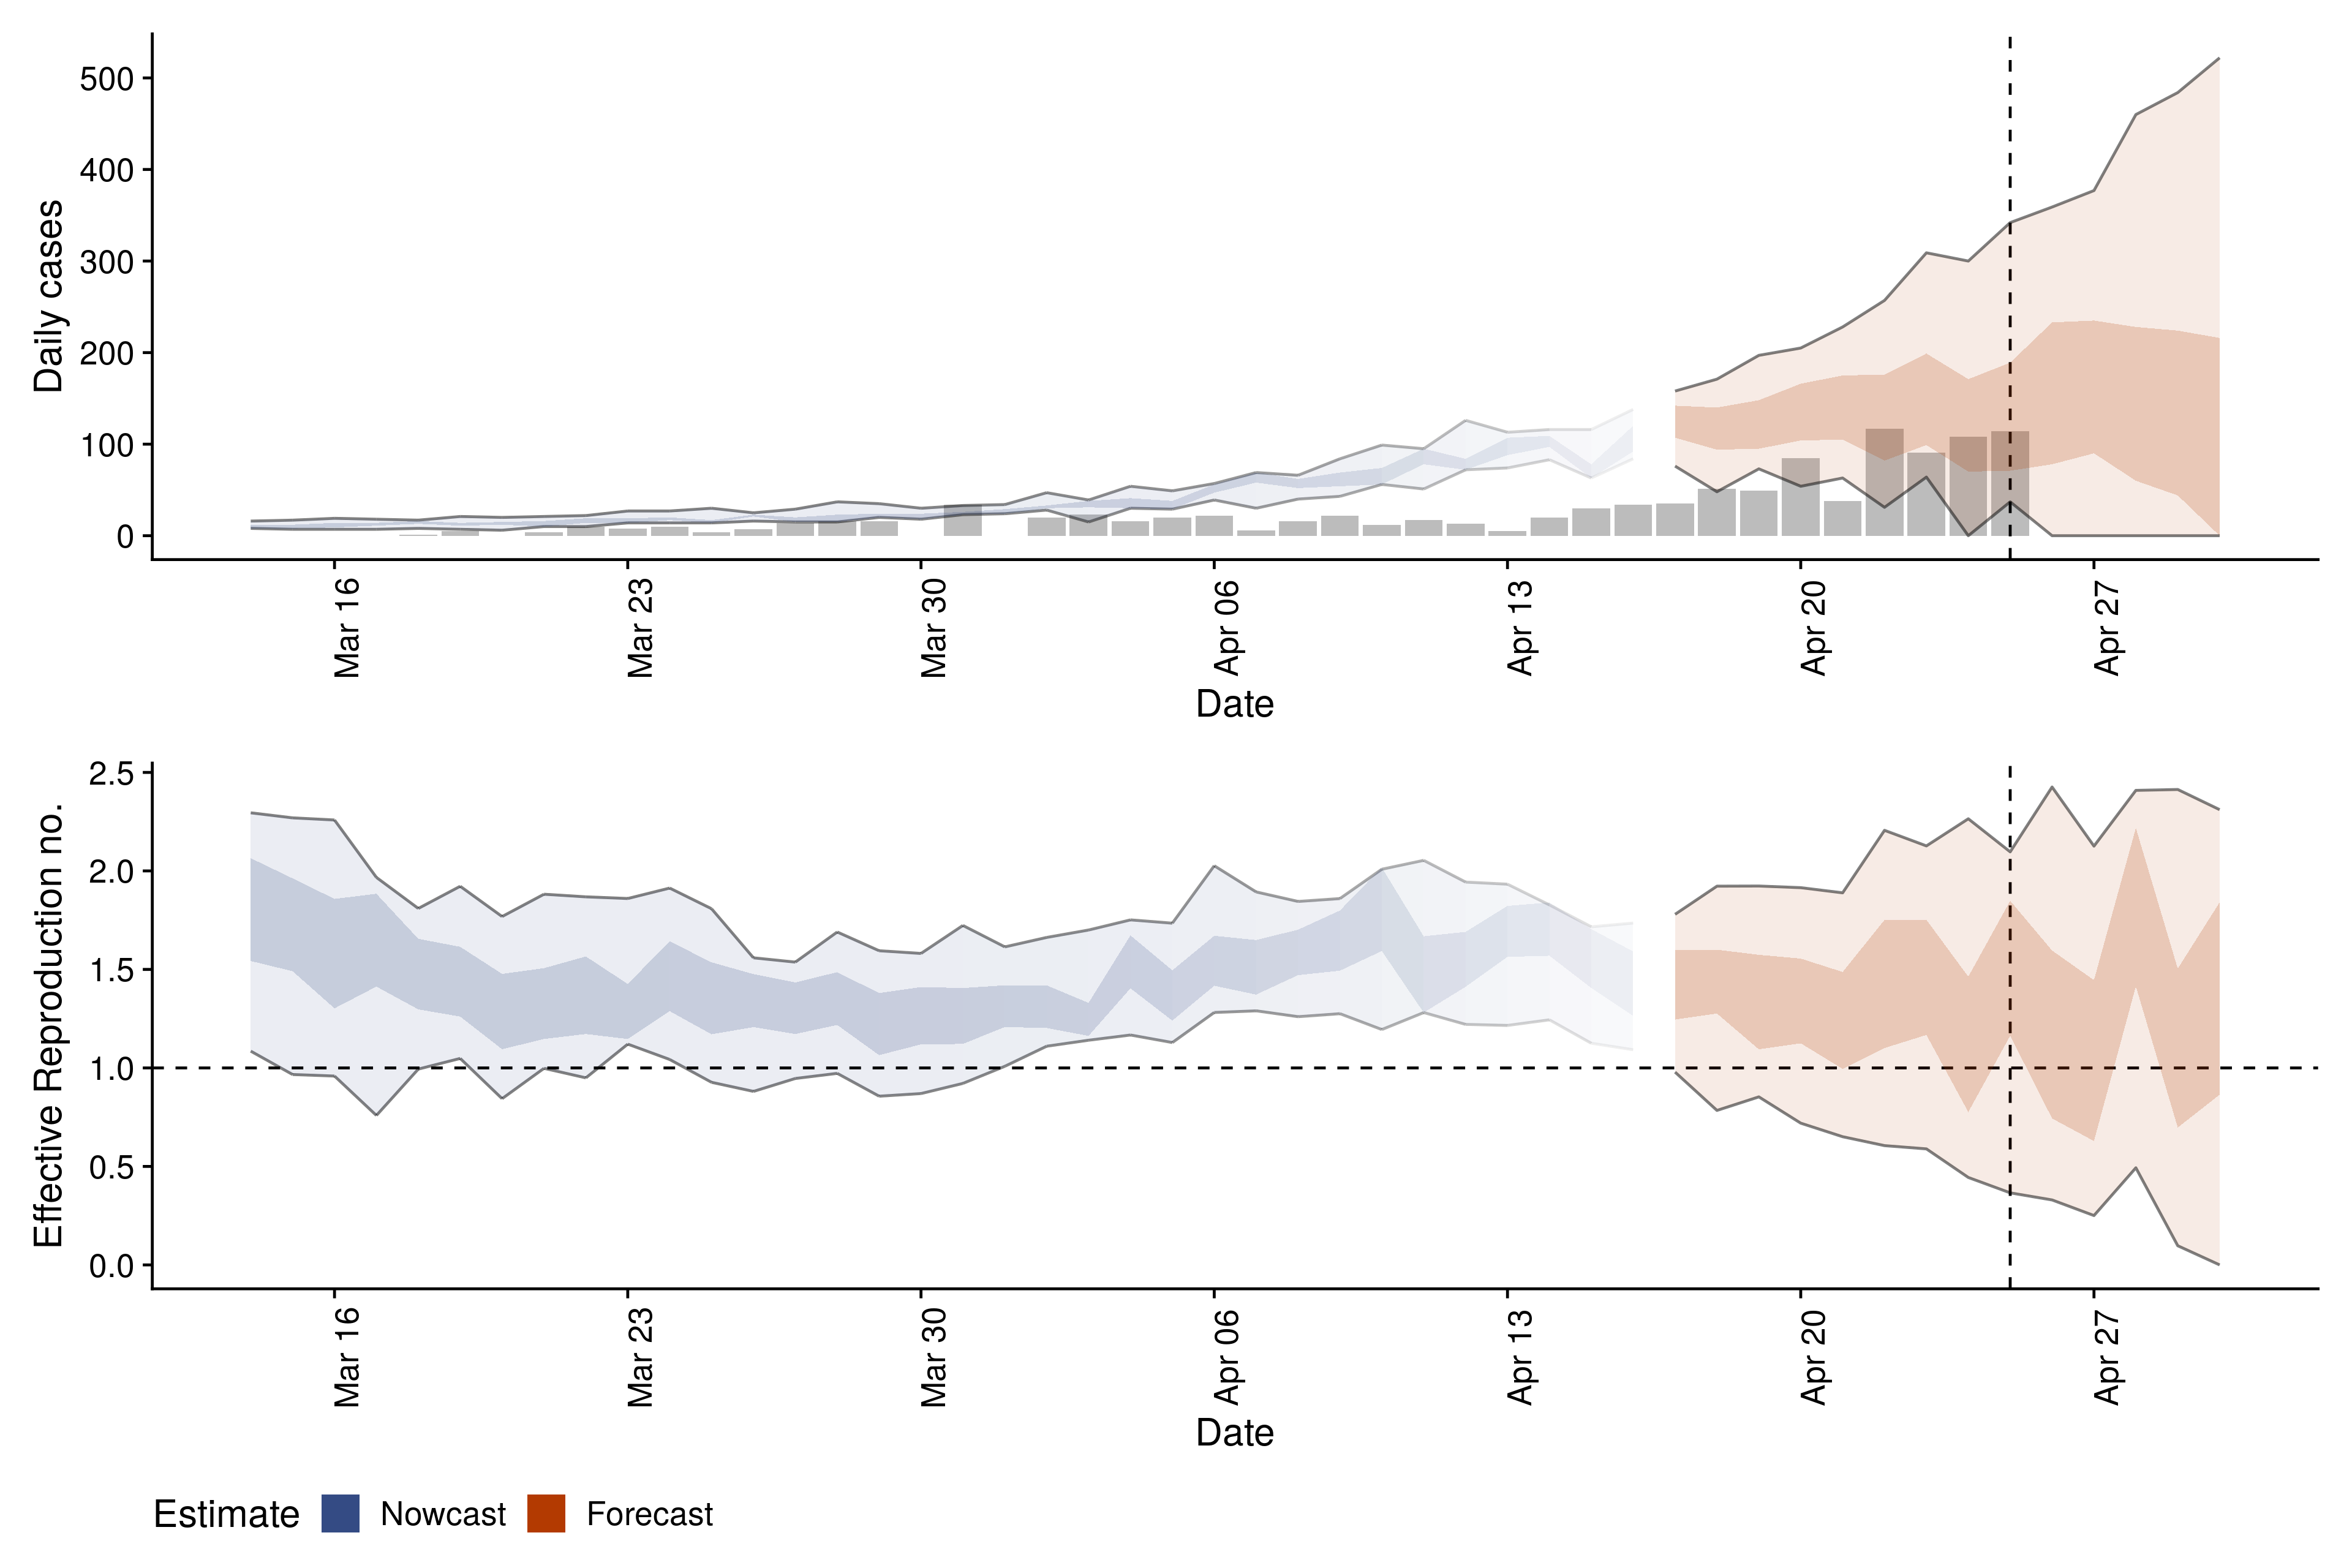 500
400
300
200
100
0
Daily cases
Mar 16 Mar 23 Mar 30 Apr 06 Apr 13 Apr 20 Apr 27
Date
2.5
2.0
1.5
1.0
0.5
0.0
Effective Reproduction no.
Mar 16 Mar 23 Mar 30 Apr 06 Apr 13 Apr 20 Apr 27
Date
Estimate Nowcast Forecast